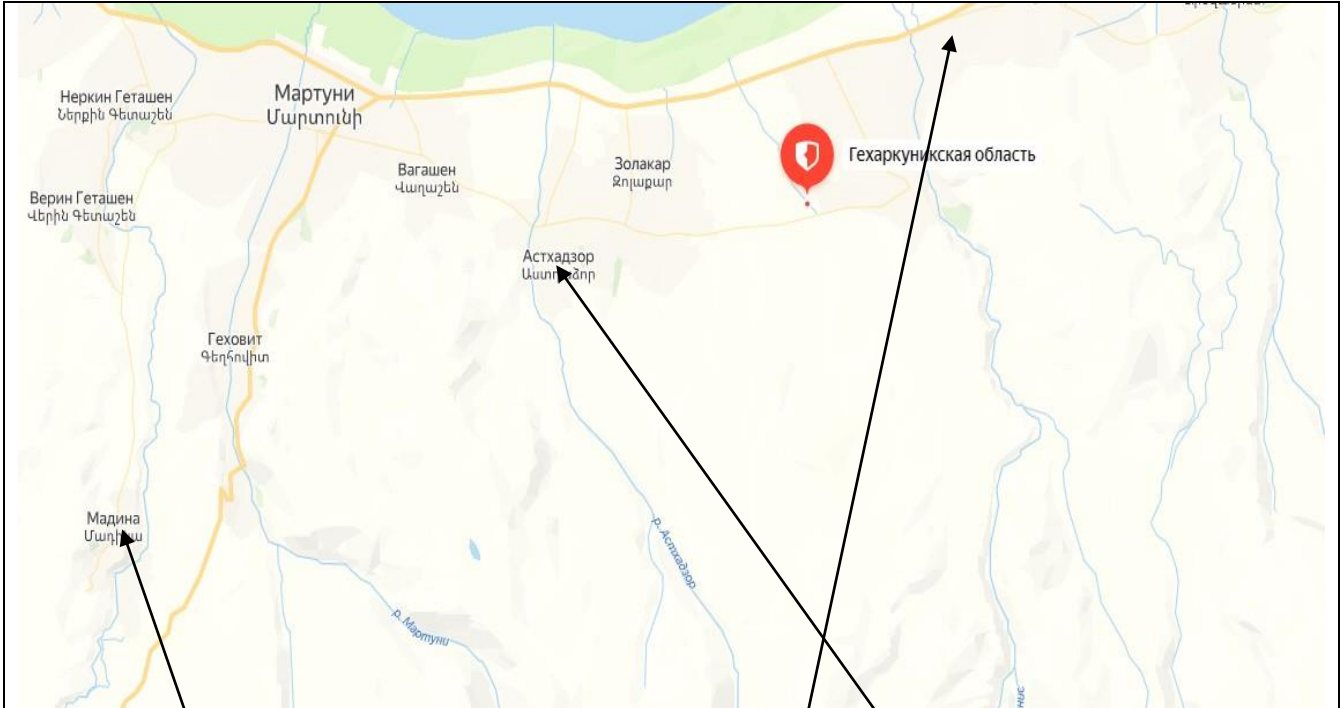 Неркин Геташен
Ներքին Գետաշեն
Мартуни
Մարտունի
Вагашен
Վաղաշեն
Золакар
Զոլաքար
Гехаркуникская область
Верин Геташен
Վերին Գետաշեն
Астхадзор
Геховит
Գեղհովիտ
Мадина
р. Астхадзор
р. Мартуни